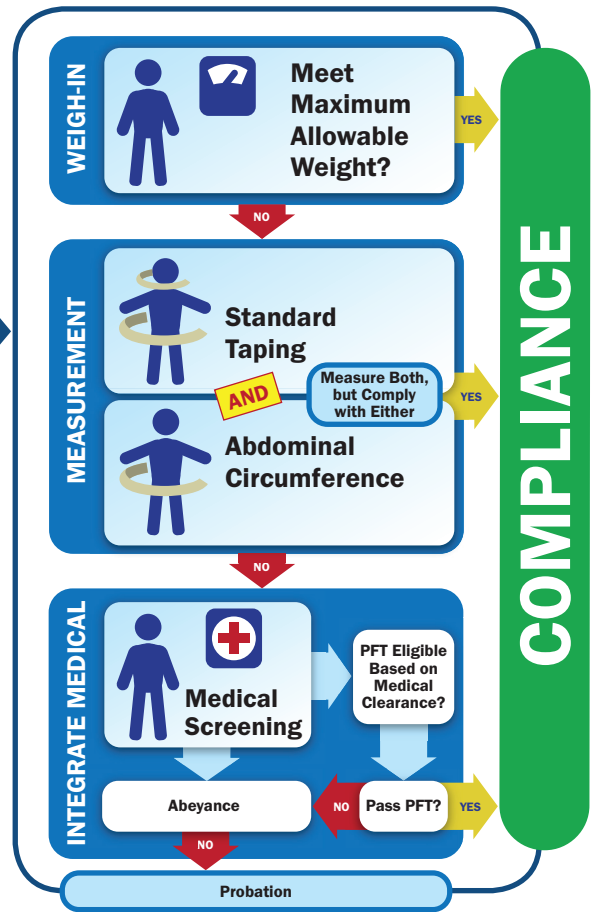 WEIGH-IN
Meet
Maximum
Allowable
Weight?
YES
NO
MEASUREMENT
Standard
Taping
AND
Measure Both,
but Comply
with Either
YES
Abdominal
Circumference
NO
INTEGRATE MEDICAL
Medical
Screening
PFT Eligible
Based on
Medical
Clearance?
Abeyance
NO
Pass PFT?
YES
NO
Probation
COMPLIANCE